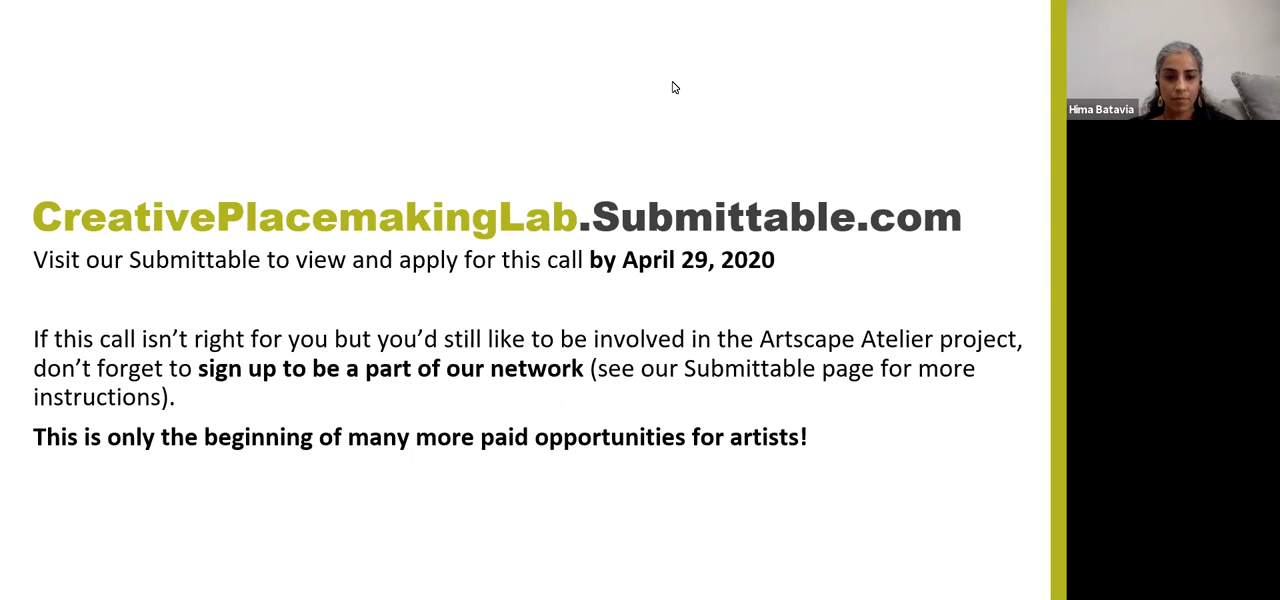 CreativePlacemakingLab.Submittable.com
Visit our Submittable to view and apply for this call by April 29, 2020
If this call isn’t right for you but you’d still like to be involved in the Artscape Atelier project,
don’t forget to sign up to be a part of our network (see our Submittable page for more
instructions).
This is only the beginning of many more paid opportunities for artists!
Hima Batavia